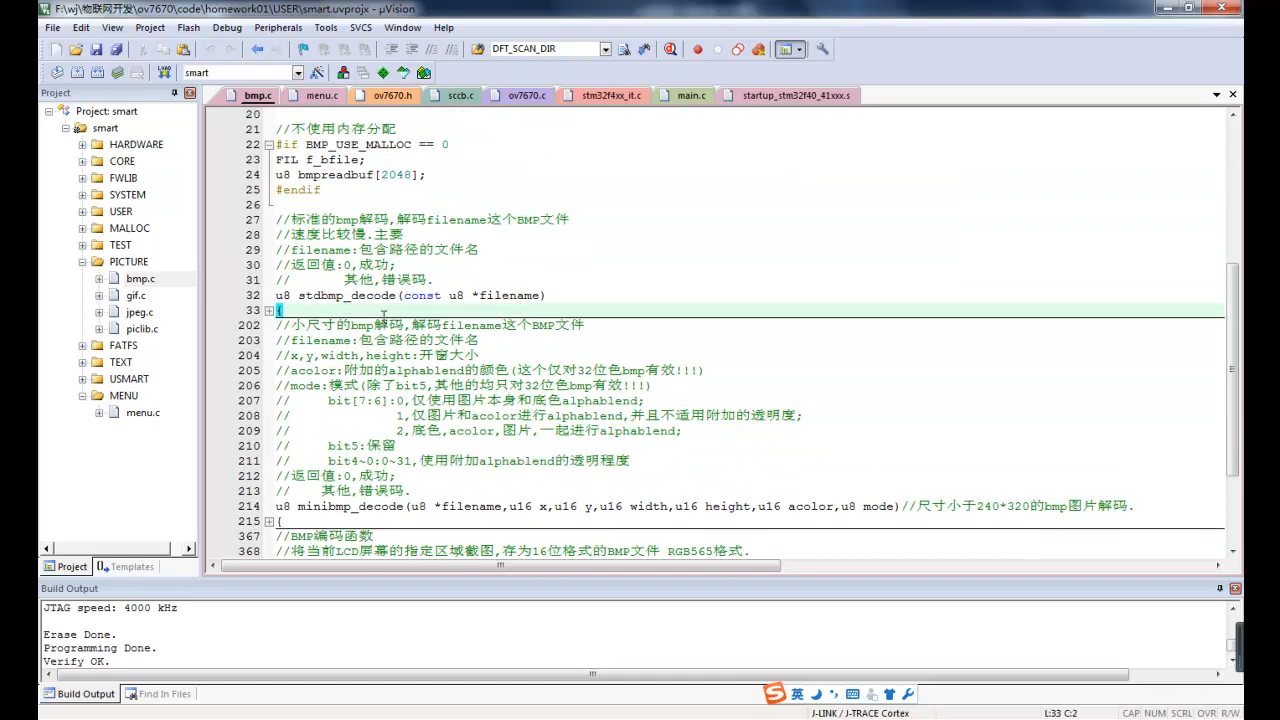 F:\wj\物联网开发\ov7670\code\homework01\USER\smart.uvprojx - µVision
File Edit View Project Flash Debug Peripherals Tools SVCS Window Help
DFT_SCAN_DIR
LOAD smart
Project
bmp.c menu.c ov7670.h sccb.c ov7670.c stm32f4xx_it.c main.c startup_stm32f40_41xxx.s
Project: smart
smart
HARDWARE
CORE
FWLIB
SYSTEM
USER
MALLOC
TEST
PICTURE
bmp.c
gif.c
jpeg.c
piclib.c
FATFS
TEXT
USMART
MENU
menu.c
Project Templates
20
21 //不使用内存分配
22 #if BMP_USE_MALLOC == 0
23 FIL f_bfile;
24 u8 bmpreadbuf[2048];
25 #endif
26
27 //标准的bmp解码,解码filename这个BMP文件
28 //速度比较慢.主要
29 //filename:包含路径的文件名
30 //返回值:0,成功;
31 // 其他,错误码.
32 u8 stdbmp_decode(const u8 *filename)
33 {
202 //小尺寸的bmp解码,解码filename这个BMP文件
203 //filename:包含路径的文件名
204 //x,y,width,height:开窗大小
205 //acolor:附加的alphablend的颜色(这个仅对32位色bmp有效!!!)
206 //mode:模式(除了bit5,其他的均只对32位色bmp有效!!!)
207 // bit[7:6]:0,仅使用图片本身和底色alphablend;
208 // 1,仅图片和acolor进行alphablend,并且不适用附加的透明度;
209 // 2,底色,acolor,图片,一起进行alphablend;
210 // bit5:保留
211 // bit4~0:0~31,使用附加alphablend的透明程度
212 //返回值:0,成功;
213 // 其他,错误码.
214 u8 minibmp_decode(u8 *filename,u16 x,u16 y,u16 width,u16 height,u16 acolor,u8 mode)//尺寸小于240*320的bmp图片解码.
215 {
367 //BMP编码函数
368 //将当前LCD屏幕的指定区域截图,存为16位格式的BMP文件 RGB565格式.
Build Output
JTAG speed: 4000 kHz
Erase Done.
Programming Done.
Verify OK.
Build Output Find In Files
英
J-LINK / J-TRACE Cortex L:33 C:2 CAP NUM SCRL OVR R/W